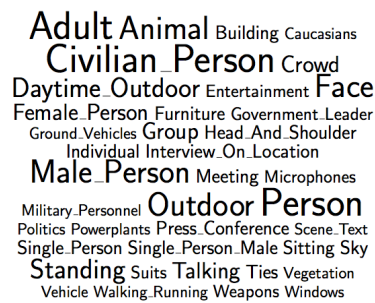 Adult Animal Building Caucasians
Civilian_Person Crowd
Daytime_Outdoor Entertainment Face
Female_Person Furniture Government_Leader
Ground_Vehicles Group Head_And_Shoulder
Individual Interview_On_Location
Male_Person Meeting Microphones
Military_Personnel Outdoor Person
Politics Powerplants Press_Conference Scene_Text
Single_Person Single_Person_Male Sitting Sky
Standing Suits Talking Ties Vegetation
Vehicle Walking_Running Weapons Windows